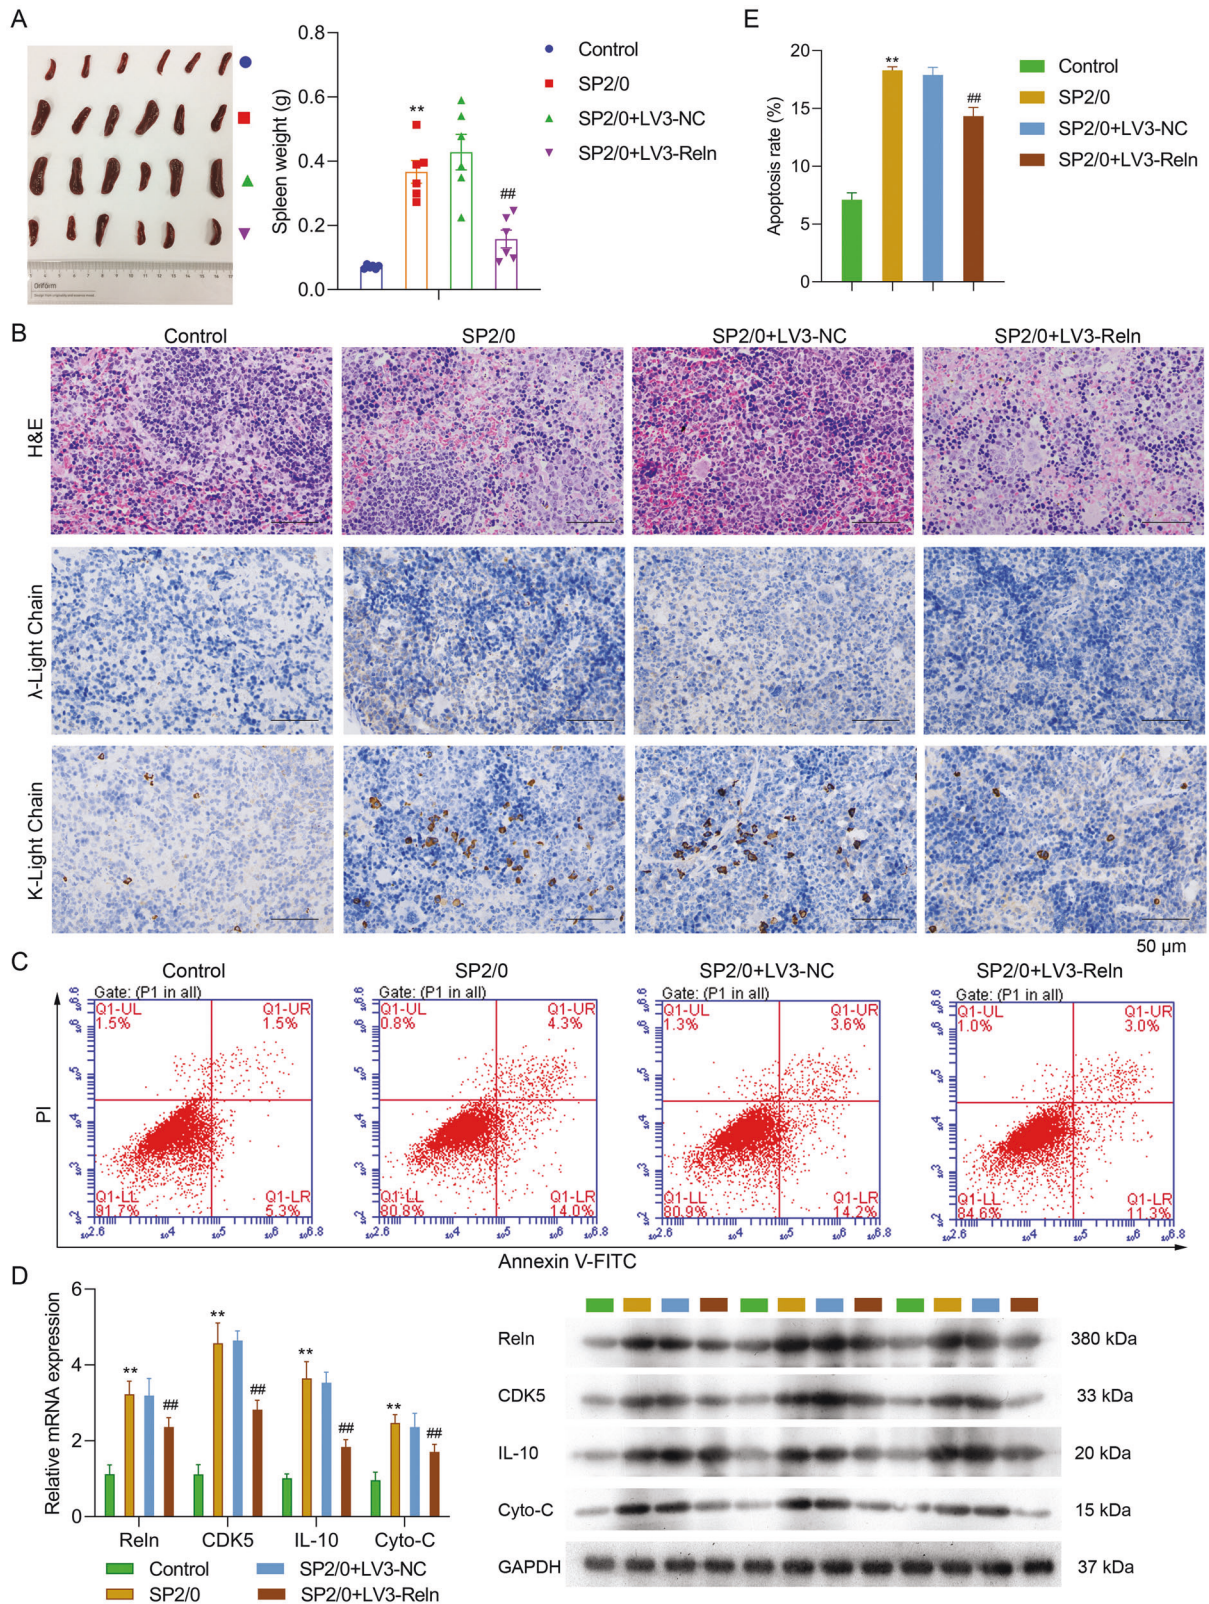 A
E
0.8
0.6
0.4
0.2
0.0
Spleen weight (g)
**
##
Control
SP2/0
SP2/0+LV3-NC
SP2/0+LV3-Reln
Driform
20
15
10
5
0
Apoptosis rate (%)
**
##
Control
SP2/0
SP2/0+LV3-NC
SP2/0+LV3-Reln
B
Control SP2/0 SP2/0+LV3-NC SP2/0+LV3-Reln
H&E
λ-Light Chain
K-Light Chain
50 μm
C
Control SP2/0 SP2/0+LV3-NC SP2/0+LV3-Reln
Gate: (P1 in all) Gate: (P1 in all) Gate: (P1 in all) Gate: (P1 in all)
Q1-UL Q1-UR Q1-UL Q1-UR Q1-UL Q1-UR Q1-UL Q1-UR
1.5% 1.5% 0.8% 4.3% 1.3% 3.6% 1.0% 3.0%
PI
Q1-LL Q1-LR Q1-LL Q1-LR Q1-LL Q1-LR Q1-LL Q1-LR
91.7% 5.3% 80.8% 14.0% 80.9% 14.2% 84.6% 11.3%
Annexin V-FITC
D
6
4
2
0
Relative mRNA expression
** ## ** ## ** ## ** ##
Reln CDK5 IL-10 Cyto-C
Control SP2/0+LV3-NC
SP2/0 SP2/0+LV3-Reln
Reln 380 kDa
CDK5 33 kDa
IL-10 20 kDa
Cyto-C 15 kDa
GAPDH 37 kDa